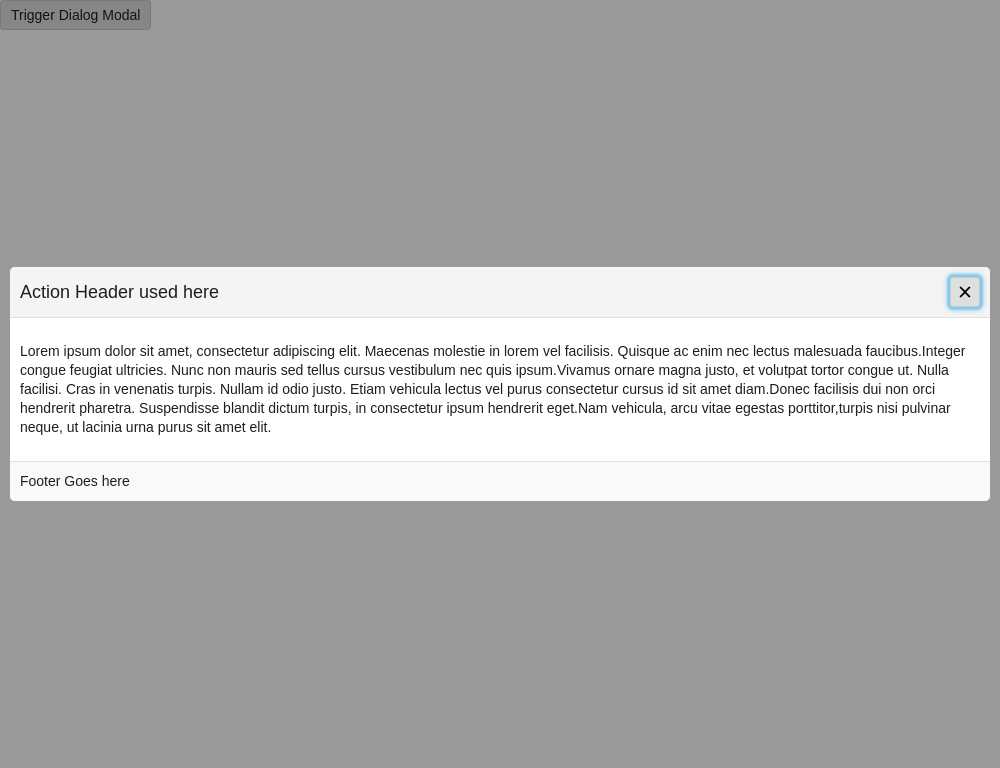 Trigger Dialog Modal
Action Header used here
Lorem ipsum dolor sit amet, consectetur adipiscing elit. Maecenas molestie in lorem vel facilisis. Quisque ac enim nec lectus malesuada faucibus.Integer
congue feugiat ultricies. Nunc non mauris sed tellus cursus vestibulum nec quis ipsum.Vivamus ornare magna justo, et volutpat tortor congue ut. Nulla
facilisi. Cras in venenatis turpis. Nullam id odio justo. Etiam vehicula lectus vel purus consectetur cursus id sit amet diam.Donec facilisis dui non orci
hendrerit pharetra. Suspendisse blandit dictum turpis, in consectetur ipsum hendrerit eget.Nam vehicula, arcu vitae egestas porttitor,turpis nisi pulvinar
neque, ut lacinia urna purus sit amet elit.
Footer Goes here